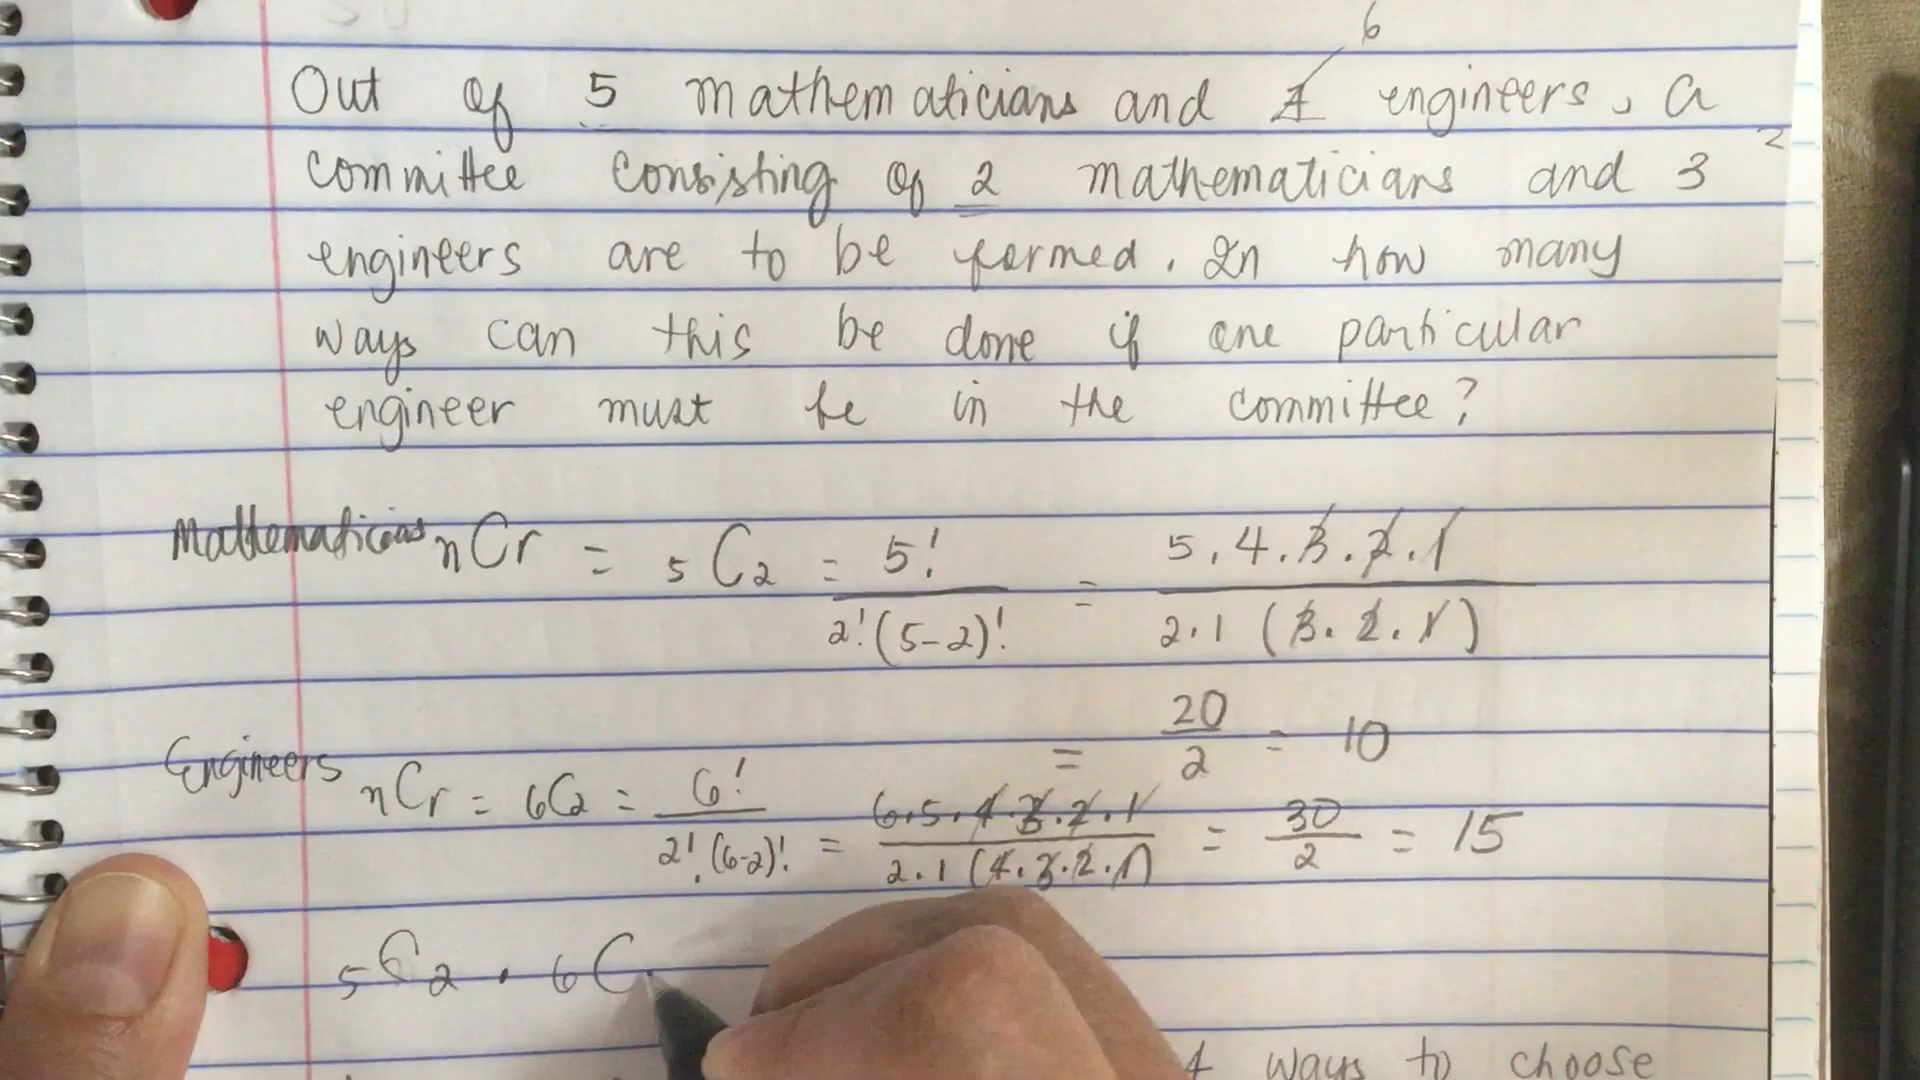 6
Out of 5 mathematicians and 7 engineers, a
2
committee consisting of 2 mathematicians and 3
engineers are to be formed. In how many
ways can this be done if one particular
engineer must be in the committee?
Mathematicians nCr = 5C2 = 5! / 2!(5-2)! = 5.4.3.2.1 / 2.1 (3.2.1)
= 20/2 = 10
Engineers nCr = 6C2 = 6! / 2!(6-2)! = 6.5.4.3.2.1 / 2.1 (4.3.2.1) = 30/2 = 15
5C2 . 6C
ways to choose